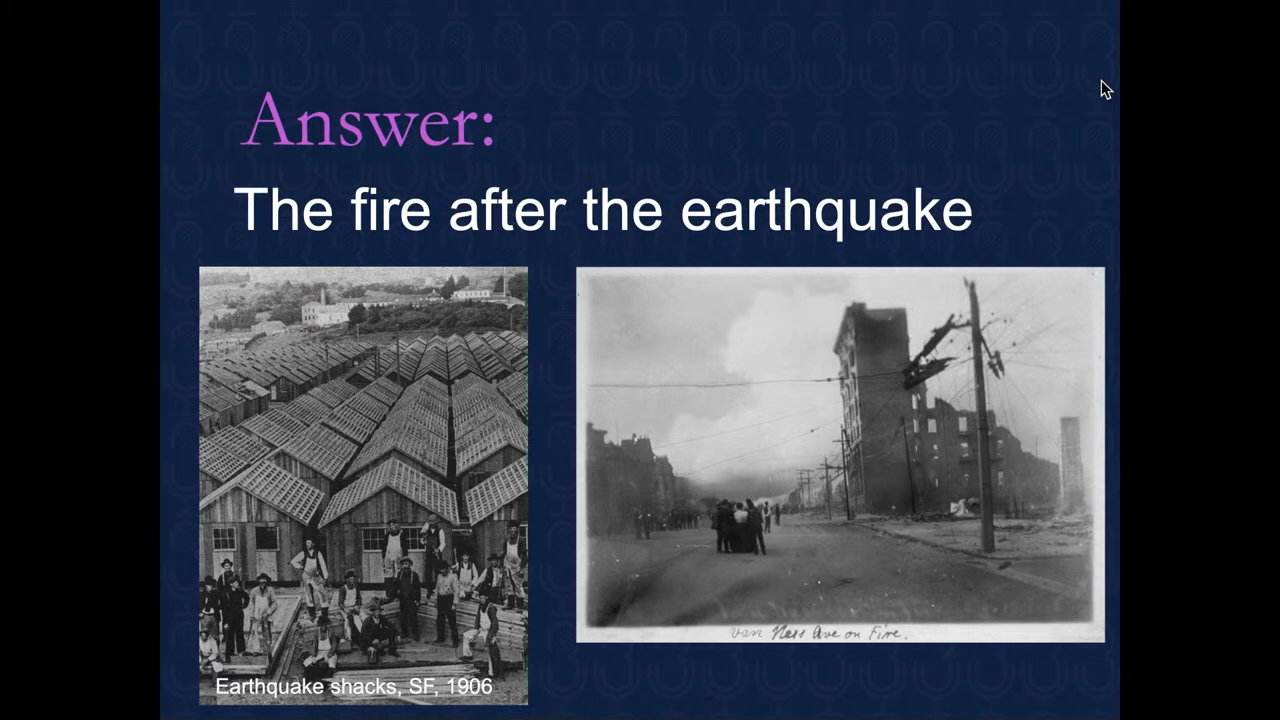 Answer:
The fire after the earthquake
Earthquake shacks, SF, 1906
Van Ness Ave on Fire.